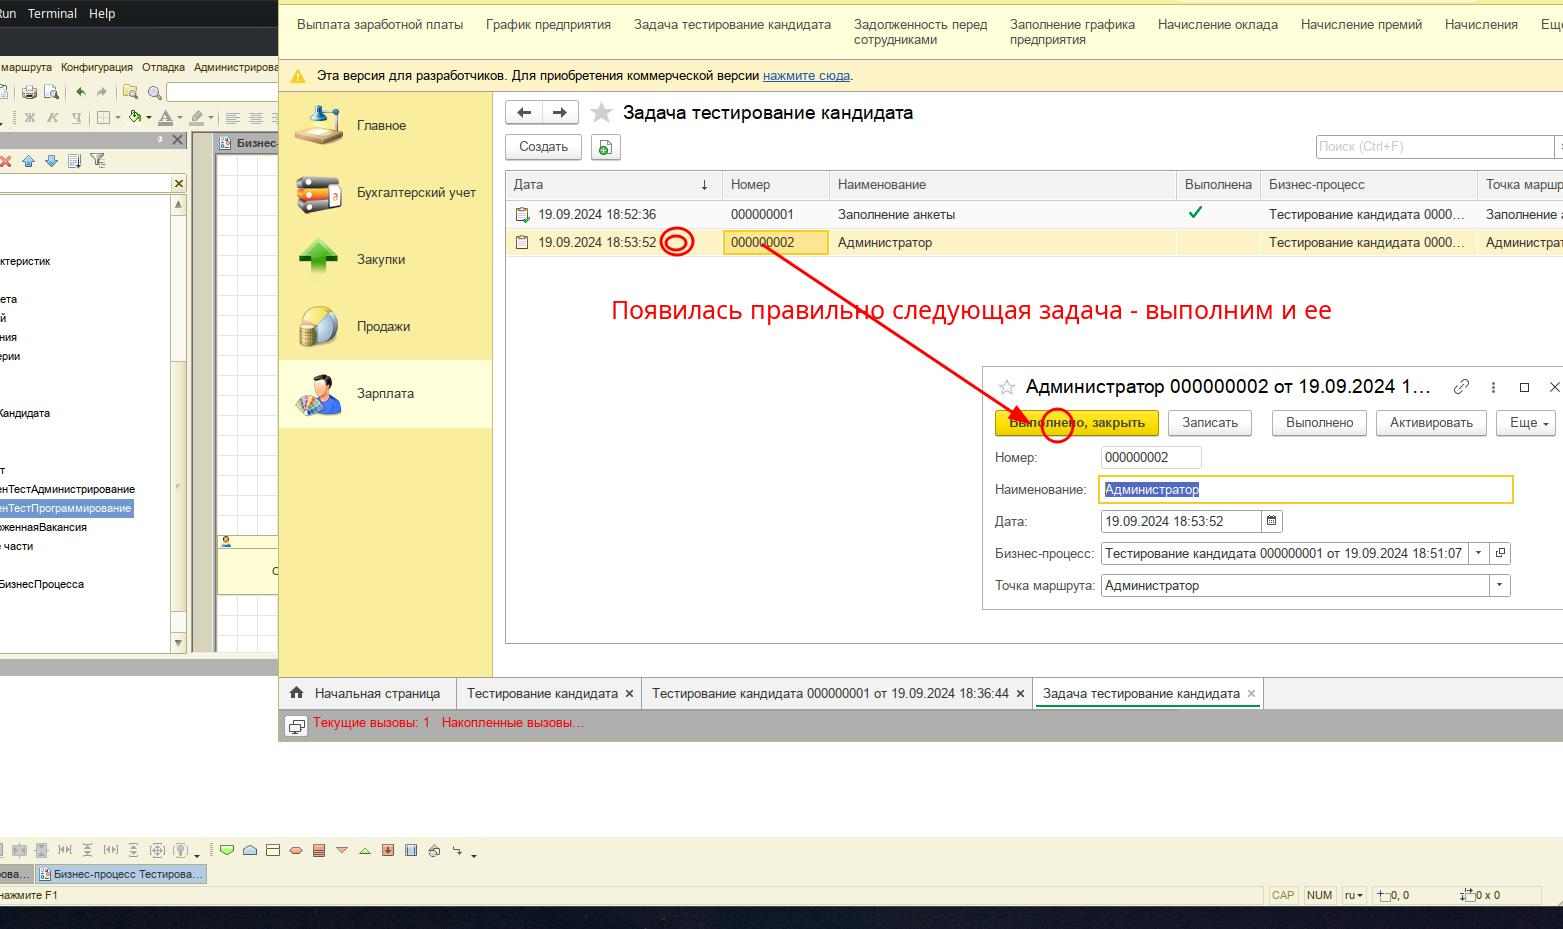 Run Terminal Help
маршрута Конфигурация Отладка Администрирова
Ж К Ч
Бизнес-
ктеристик
ета
й
ния
ерии
Кандидата
т
енТестАдминистрирование
енТестПрограммирование
оженнаяВакансия
е части
БизнесПроцесса
С
Выплата заработной платы График предприятия Задача тестирование кандидата Задолженность перед сотрудниками Заполнение графика предприятия Начисление оклада Начисление премий Начисления Еще
Эта версия для разработчиков. Для приобретения коммерческой версии нажмите сюда.
Главное
Бухгалтерский учет
Закупки
Продажи
Зарплата
Задача тестирование кандидата
Создать
Поиск (Ctrl+F)
Дата ↓ Номер Наименование Выполнена Бизнес-процесс Точка маршр
19.09.2024 18:52:36 000000001 Заполнение анкеты Тестирование кандидата 0000... Заполнение а
19.09.2024 18:53:52 000000002 Администратор Тестирование кандидата 0000... Администрат
Появилась правильно следующая задача - выполним и ее
Администратор 000000002 от 19.09.2024 1...
Выполнено, закрыть Записать Выполнено Активировать Еще
Номер: 000000002
Наименование: Администратор
Дата: 19.09.2024 18:53:52
Бизнес-процесс: Тестирование кандидата 000000001 от 19.09.2024 18:51:07
Точка маршрута: Администратор
Начальная страница Тестирование кандидата × Тестирование кандидата 000000001 от 19.09.2024 18:36:44 × Задача тестирование кандидата ×
Текущие вызовы: 1 Накопленные вызовы...
рова... Бизнес-процесс Тестирова...
нажмите F1
CAP NUM ru 0, 0 0 x 0